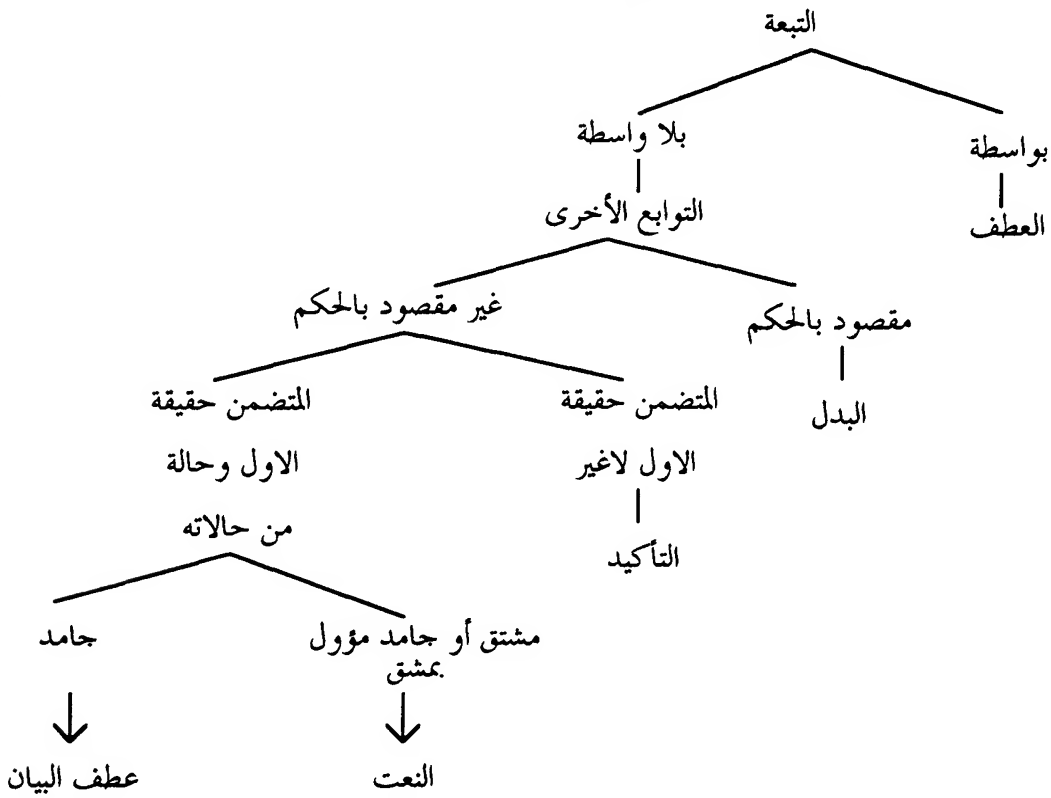 التبعة
بواسطة
بلا واسطة
العطف
التوابع الأخرى
مقصود بالحكم
غير مقصود بالحكم
البدل
المتضمن حقيقة
الاول لاغير
المتضمن حقيقة
الاول وحالة
من حالاته
التأكيد
مشتق أو جامد مؤول
بمشق
جامد
النعت
عطف البيان